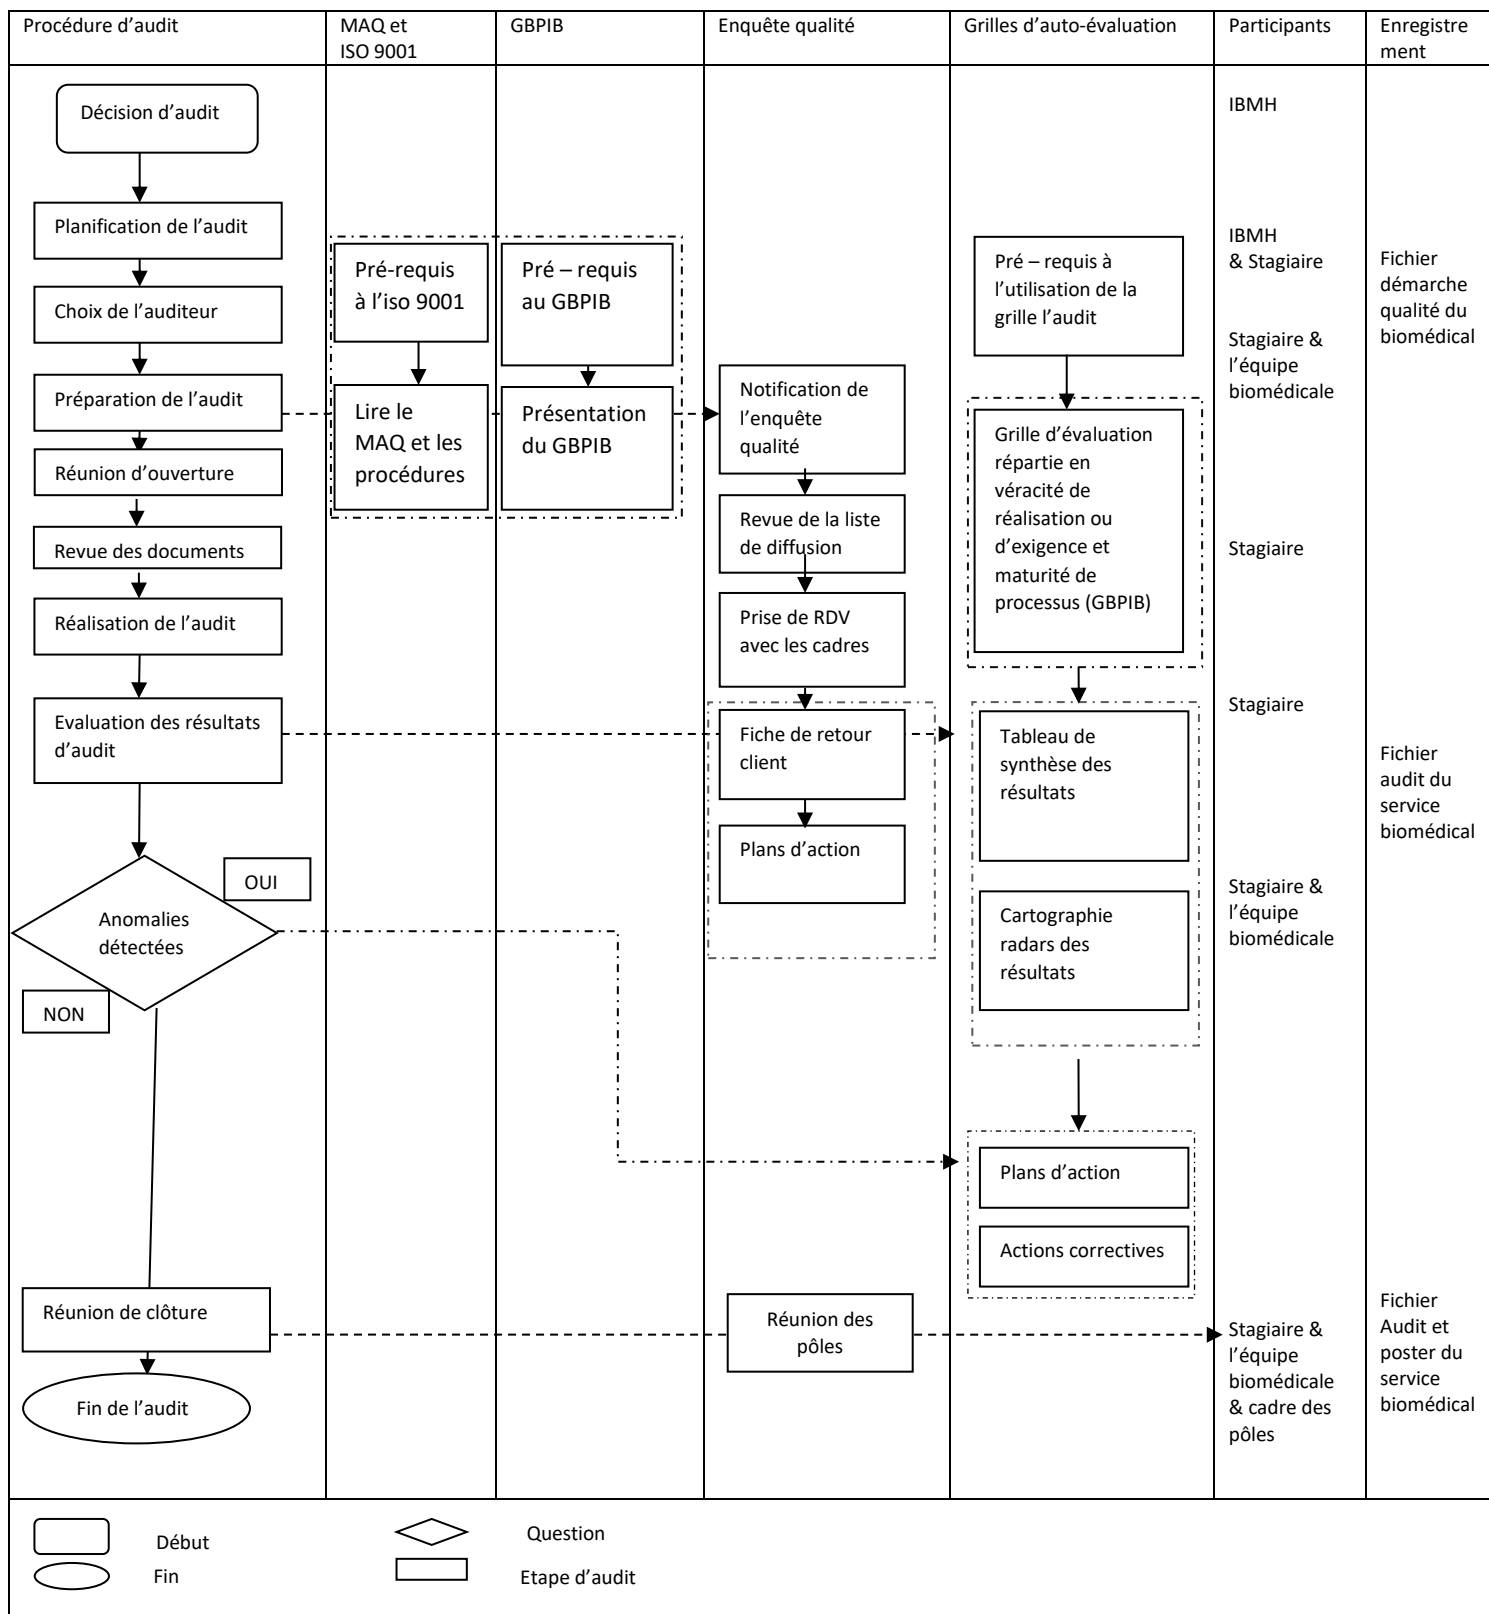 Procédure d’audit
MAQ et
ISO 9001
GBPIB
Enquête qualité
Grilles d’auto-évaluation
Participants
Enregistre
ment
Décision d’audit
Planification de l’audit
Choix de l’auditeur
Préparation de l’audit
Réunion d’ouverture
Revue des documents
Réalisation de l’audit
Evaluation des résultats
d’audit
OUI
Anomalies
détectées
NON
Réunion de clôture
Fin de l’audit
Pré-requis
à l’iso 9001
Lire le
MAQ et les
procédures
Pré – requis
au GBPIB
Présentation
du GBPIB
Notification de
l’enquête
qualité
Revue de la liste
de diffusion
Prise de RDV
avec les cadres
Fiche de retour
client
Plans d’action
Réunion des
pôles
Pré – requis à
l’utilisation de la
grille l’audit
Grille d’évaluation
répartie en
véracité de
réalisation ou
d’exigence et
maturité de
processus (GBPIB)
Tableau de
synthèse des
résultats
Cartographie
radars des
résultats
Plans d’action
Actions correctives
IBMH
IBMH
& Stagiaire
Stagiaire &
l’équipe
biomédicale
Stagiaire
Stagiaire
Stagiaire &
l’équipe
biomédicale
Stagiaire &
l’équipe
biomédicale
& cadre des
pôles
Fichier
démarche
qualité du
biomédical
Fichier
audit du
service
biomédical
Fichier
Audit et
poster du
service
biomédical
Début
Fin
Question
Etape d’audit